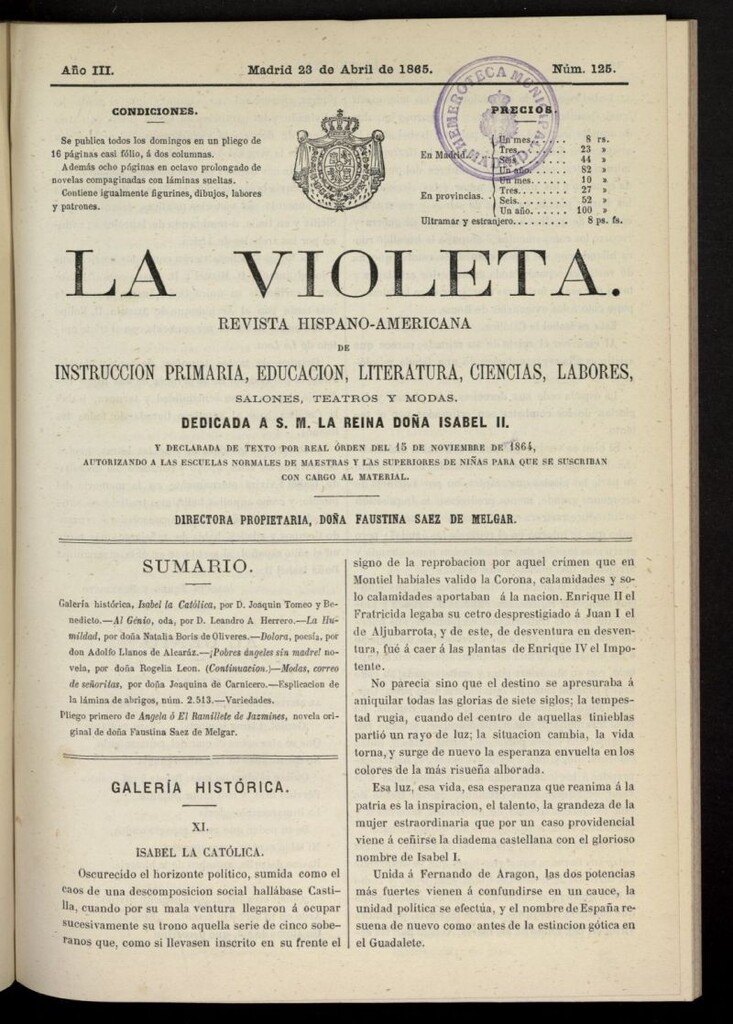 Año III.
Madrid 23 de Abril de 1865.
Núm. 125.
CONDICIONES.
Se publica todos los domingos en un pliego de
16 páginas casi fólio, á dos columnas.
Además ocho páginas en octavo prolongado de
novelas compaginadas con láminas sueltas.
Contiene igualmente figurines, dibujos, labores
y patrones.
HEMEROTECA MUNICIPAL
MADRID
PRECIOS.
En Madrid.
Un mes. . . . . 8 rs.
Tres. . . . . . . 23 »
Seis. . . . . . . 44 »
Un año. . . . . 82 »
En provincias. .
Un mes. . . . . 10 »
Tres. . . . . . . 27 »
Seis. . . . . . . 52 »
Un año. . . . . . 100 »
Ultramar y estranjero. . . . . . . . 8 ps. fs.
LA VIOLETA.
REVISTA HISPANO-AMERICANA
DE
INSTRUCCION PRIMARIA, EDUCACION, LITERATURA, CIENCIAS, LABORES,
SALONES, TEATROS Y MODAS.
DEDICADA A S. M. LA REINA DOÑA ISABEL II.
Y DECLARADA DE TEXTO POR REAL ÓRDEN DEL 15 DE NOVIEMBRE DE 1864,
AUTORIZANDO A LAS ESCUELAS NORMALES DE MAESTRAS Y LAS SUPERIORES DE NIÑAS PARA QUE SE SUSCRIBAN
CON CARGO AL MATERIAL.
DIRECTORA PROPIETARIA, DOÑA FAUSTINA SAEZ DE MELGAR.
SUMARIO.
Galería histórica, Isabel la Católica, por D. Joaquin Tomeo y Be-
nedicto.—Al Génio, oda, por D. Leandro A. Herrero.—La Hu-
mildad, por doña Natalia Boris de Oliveres.—Dolora, poesía, por
don Adolfo Llanos de Alcaráz.—¡Pobres ángeles sin madre! no-
vela, por doña Rogelia Leon. (Continuacion.)—Modas, correo
de señoritas, por doña Joaquina de Carnicero.—Esplicacion de
la lámina de abrigos, núm. 2.513.—Variedades.
Pliego primero de Angela ó El Ramillete de Jazmines, novela ori-
ginal de doña Faustina Saez de Melgar.
GALERÍA HISTÓRICA.
XI.
ISABEL LA CATÓLICA.
Oscurecido el horizonte político, sumida como el
caos de una descomposicion social hallábase Casti-
lla, cuando por su mala ventura llegaron á ocupar
sucesivamente su trono aquella serie de cinco sobe-
ranos que, como si llevasen inscrito en su frente el
signo de la reprobacion por aquel crímen que en
Montiel habiales valido la Corona, calamidades y so-
lo calamidades aportaban á la nacion. Enrique II el
Fratricida legaba su cetro desprestigiado á Juan I el
de Aljubarrota, y de este, de desventura en desven-
tura, fué á caer á las plantas de Enrique IV el Impo-
tente.
No parecia sino que el destino se apresuraba á
aniquilar todas las glorias de siete siglos; la tempes-
tad rugia, cuando del centro de aquellas tinieblas
partió un rayo de luz; la situacion cambia, la vida
torna, y surge de nuevo la esperanza envuelta en los
colores de la más risueña alborada.
Esa luz, esa vida, esa esperanza que reanima á la
patria es la inspiracion, el talento, la grandeza de la
mujer estraordinaria que por un caso providencial
viene á ceñirse la diadema castellana con el glorioso
nombre de Isabel I.
Unida á Fernando de Aragon, las dos potencias
más fuertes vienen á confundirse en un cauce, la
unidad política se efectúa, y el nombre de España re-
suena de nuevo como antes de la estincion gótica en
el Guadalete.